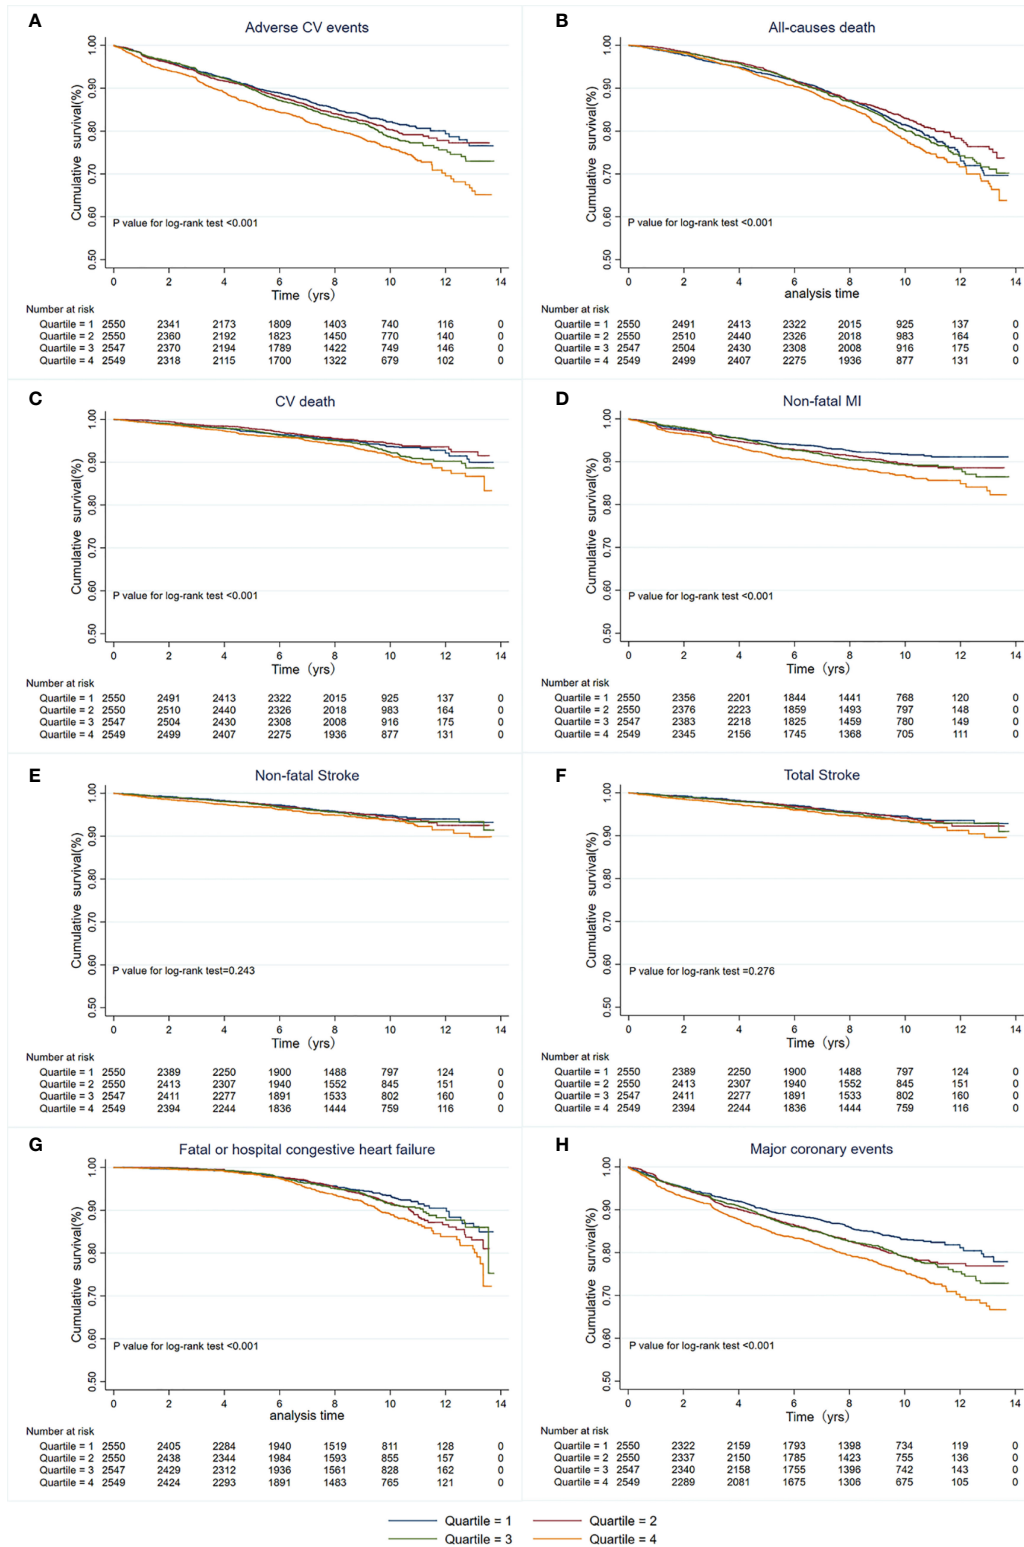 A
Adverse CV events
Cumulative survival(%)
1.00
0.90
0.80
0.70
0.60
0.50
P value for log-rank test <0.001
0 2 4 6 8 10 12 14
Time (yrs)
Number at risk
Quartile = 1 2550 2341 2173 1809 1403 740 116 0
Quartile = 2 2550 2360 2192 1823 1450 770 140 0
Quartile = 3 2547 2370 2194 1789 1422 749 146 0
Quartile = 4 2549 2318 2115 1700 1322 679 102 0
B
All-causes death
Cumulative survival(%)
1.00
0.90
0.80
0.70
0.60
0.50
P value for log-rank test <0.001
0 2 4 6 8 10 12 14
analysis time
Number at risk
Quartile = 1 2550 2491 2413 2322 2015 925 137 0
Quartile = 2 2550 2510 2440 2326 2018 983 164 0
Quartile = 3 2547 2504 2430 2308 2008 916 175 0
Quartile = 4 2549 2499 2407 2275 1936 877 131 0
C
CV death
Cumulative survival(%)
1.00
0.90
0.80
0.70
0.60
0.50
P value for log-rank test <0.001
0 2 4 6 8 10 12 14
Time (yrs)
Number at risk
Quartile = 1 2550 2491 2413 2322 2015 925 137 0
Quartile = 2 2550 2510 2440 2326 2018 983 164 0
Quartile = 3 2547 2504 2430 2308 2008 916 175 0
Quartile = 4 2549 2499 2407 2275 1936 877 131 0
D
Non-fatal MI
Cumulative survival(%)
1.00
0.90
0.80
0.70
0.60
0.50
P value for log-rank test <0.001
0 2 4 6 8 10 12 14
Time (yrs)
Number at risk
Quartile = 1 2550 2356 2201 1844 1441 768 120 0
Quartile = 2 2550 2376 2223 1859 1493 797 148 0
Quartile = 3 2547 2383 2218 1825 1459 780 149 0
Quartile = 4 2549 2345 2156 1745 1368 705 111 0
E
Non-fatal Stroke
Cumulative survival(%)
1.00
0.90
0.80
0.70
0.60
0.50
P value for log-rank test=0.243
0 2 4 6 8 10 12 14
Time (yrs)
Number at risk
Quartile = 1 2550 2389 2250 1900 1488 797 124 0
Quartile = 2 2550 2413 2307 1940 1552 845 151 0
Quartile = 3 2547 2411 2277 1891 1533 802 160 0
Quartile = 4 2549 2394 2244 1836 1444 759 116 0
F
Total Stroke
Cumulative survival(%)
1.00
0.90
0.80
0.70
0.60
0.50
P value for log-rank test =0.276
0 2 4 6 8 10 12 14
Time (yrs)
Number at risk
Quartile = 1 2550 2389 2250 1900 1488 797 124 0
Quartile = 2 2550 2413 2307 1940 1552 845 151 0
Quartile = 3 2547 2411 2277 1891 1533 802 160 0
Quartile = 4 2549 2394 2244 1836 1444 759 116 0
G
Fatal or hospital congestive heart failure
Cumulative survival(%)
1.00
0.90
0.80
0.70
0.60
0.50
P value for log-rank test <0.001
0 2 4 6 8 10 12 14
analysis time
Number at risk
Quartile = 1 2550 2405 2284 1940 1519 811 128 0
Quartile = 2 2550 2438 2344 1984 1593 855 157 0
Quartile = 3 2547 2429 2312 1936 1561 828 162 0
Quartile = 4 2549 2424 2293 1891 1483 765 121 0
H
Major coronary events
Cumulative survival(%)
1.00
0.90
0.80
0.70
0.60
0.50
P value for log-rank test <0.001
0 2 4 6 8 10 12 14
Time (yrs)
Number at risk
Quartile = 1 2550 2322 2159 1793 1398 734 119 0
Quartile = 2 2550 2337 2150 1785 1423 755 136 0
Quartile = 3 2547 2340 2158 1755 1396 742 143 0
Quartile = 4 2549 2289 2081 1675 1306 675 105 0
Quartile = 1 Quartile = 2
Quartile = 3 Quartile = 4